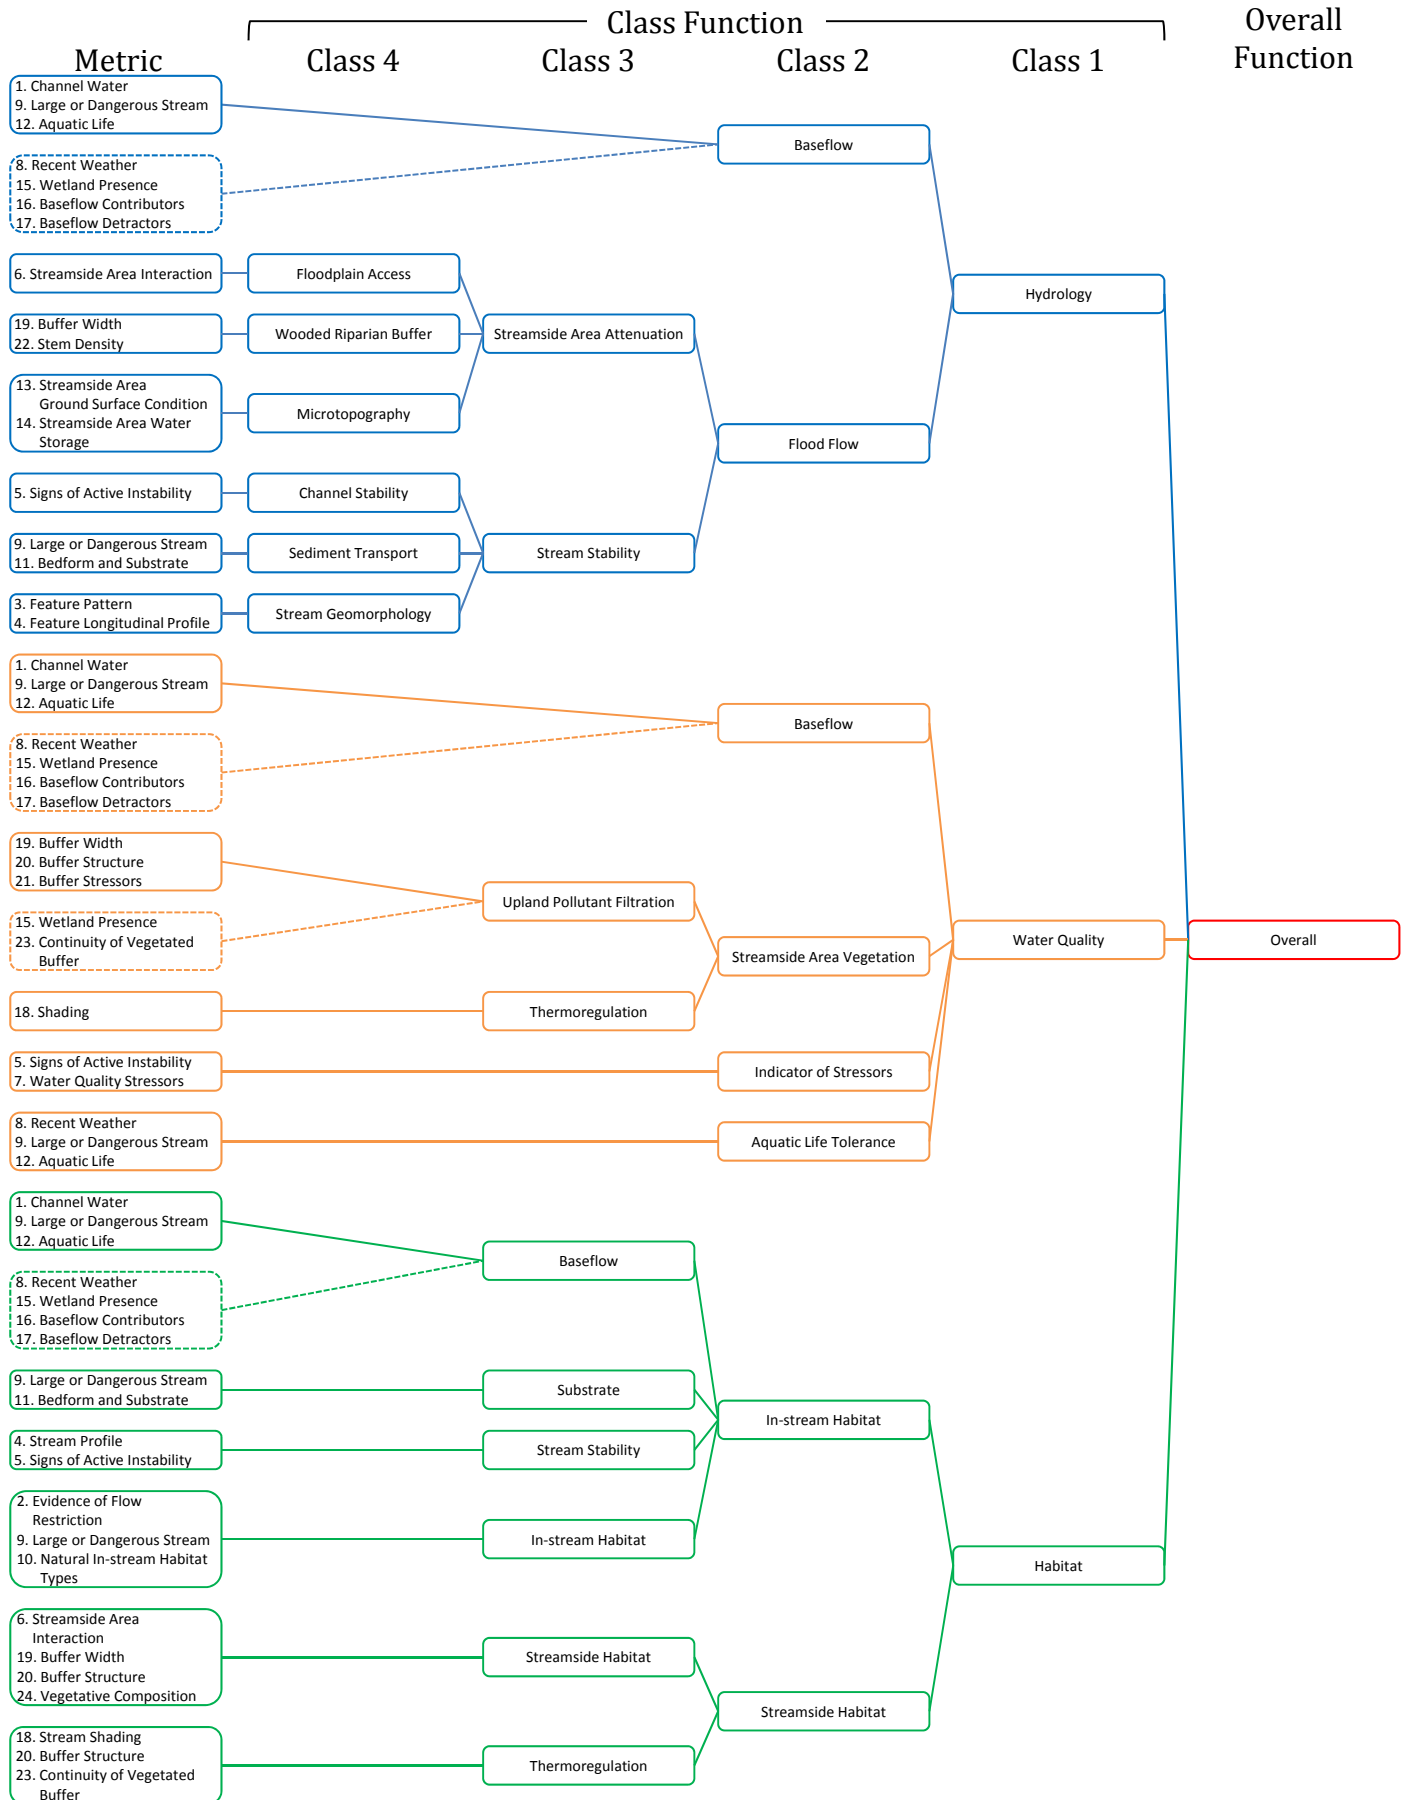 Class Function
Overall
Function
Metric
Class 4
Class 3
Class 2
Class 1
1. Channel Water
9. Large or Dangerous Stream
12. Aquatic Life
Baseflow
8. Recent Weather
15. Wetland Presence
16. Baseflow Contributors
17. Baseflow Detractors
6. Streamside Area Interaction
Floodplain Access
Hydrology
19. Buffer Width
22. Stem Density
Wooded Riparian Buffer
Streamside Area Attenuation
13. Streamside Area
Ground Surface Condition
14. Streamside Area Water
Storage
Microtopography
Flood Flow
5. Signs of Active Instability
Channel Stability
9. Large or Dangerous Stream
11. Bedform and Substrate
Sediment Transport
Stream Stability
3. Feature Pattern
4. Feature Longitudinal Profile
Stream Geomorphology
1. Channel Water
9. Large or Dangerous Stream
12. Aquatic Life
Baseflow
8. Recent Weather
15. Wetland Presence
16. Baseflow Contributors
17. Baseflow Detractors
19. Buffer Width
20. Buffer Structure
21. Buffer Stressors
Upland Pollutant Filtration
15. Wetland Presence
23. Continuity of Vegetated
Buffer
Streamside Area Vegetation
Water Quality
Overall
18. Shading
Thermoregulation
5. Signs of Active Instability
7. Water Quality Stressors
Indicator of Stressors
8. Recent Weather
9. Large or Dangerous Stream
12. Aquatic Life
Aquatic Life Tolerance
1. Channel Water
9. Large or Dangerous Stream
12. Aquatic Life
Baseflow
8. Recent Weather
15. Wetland Presence
16. Baseflow Contributors
17. Baseflow Detractors
9. Large or Dangerous Stream
11. Bedform and Substrate
Substrate
In-stream Habitat
4. Stream Profile
5. Signs of Active Instability
Stream Stability
2. Evidence of Flow
Restriction
9. Large or Dangerous Stream
10. Natural In-stream Habitat
Types
In-stream Habitat
Habitat
6. Streamside Area
Interaction
19. Buffer Width
20. Buffer Structure
24. Vegetative Composition
Streamside Habitat
Streamside Habitat
18. Stream Shading
20. Buffer Structure
23. Continuity of Vegetated
Buffer
Thermoregulation